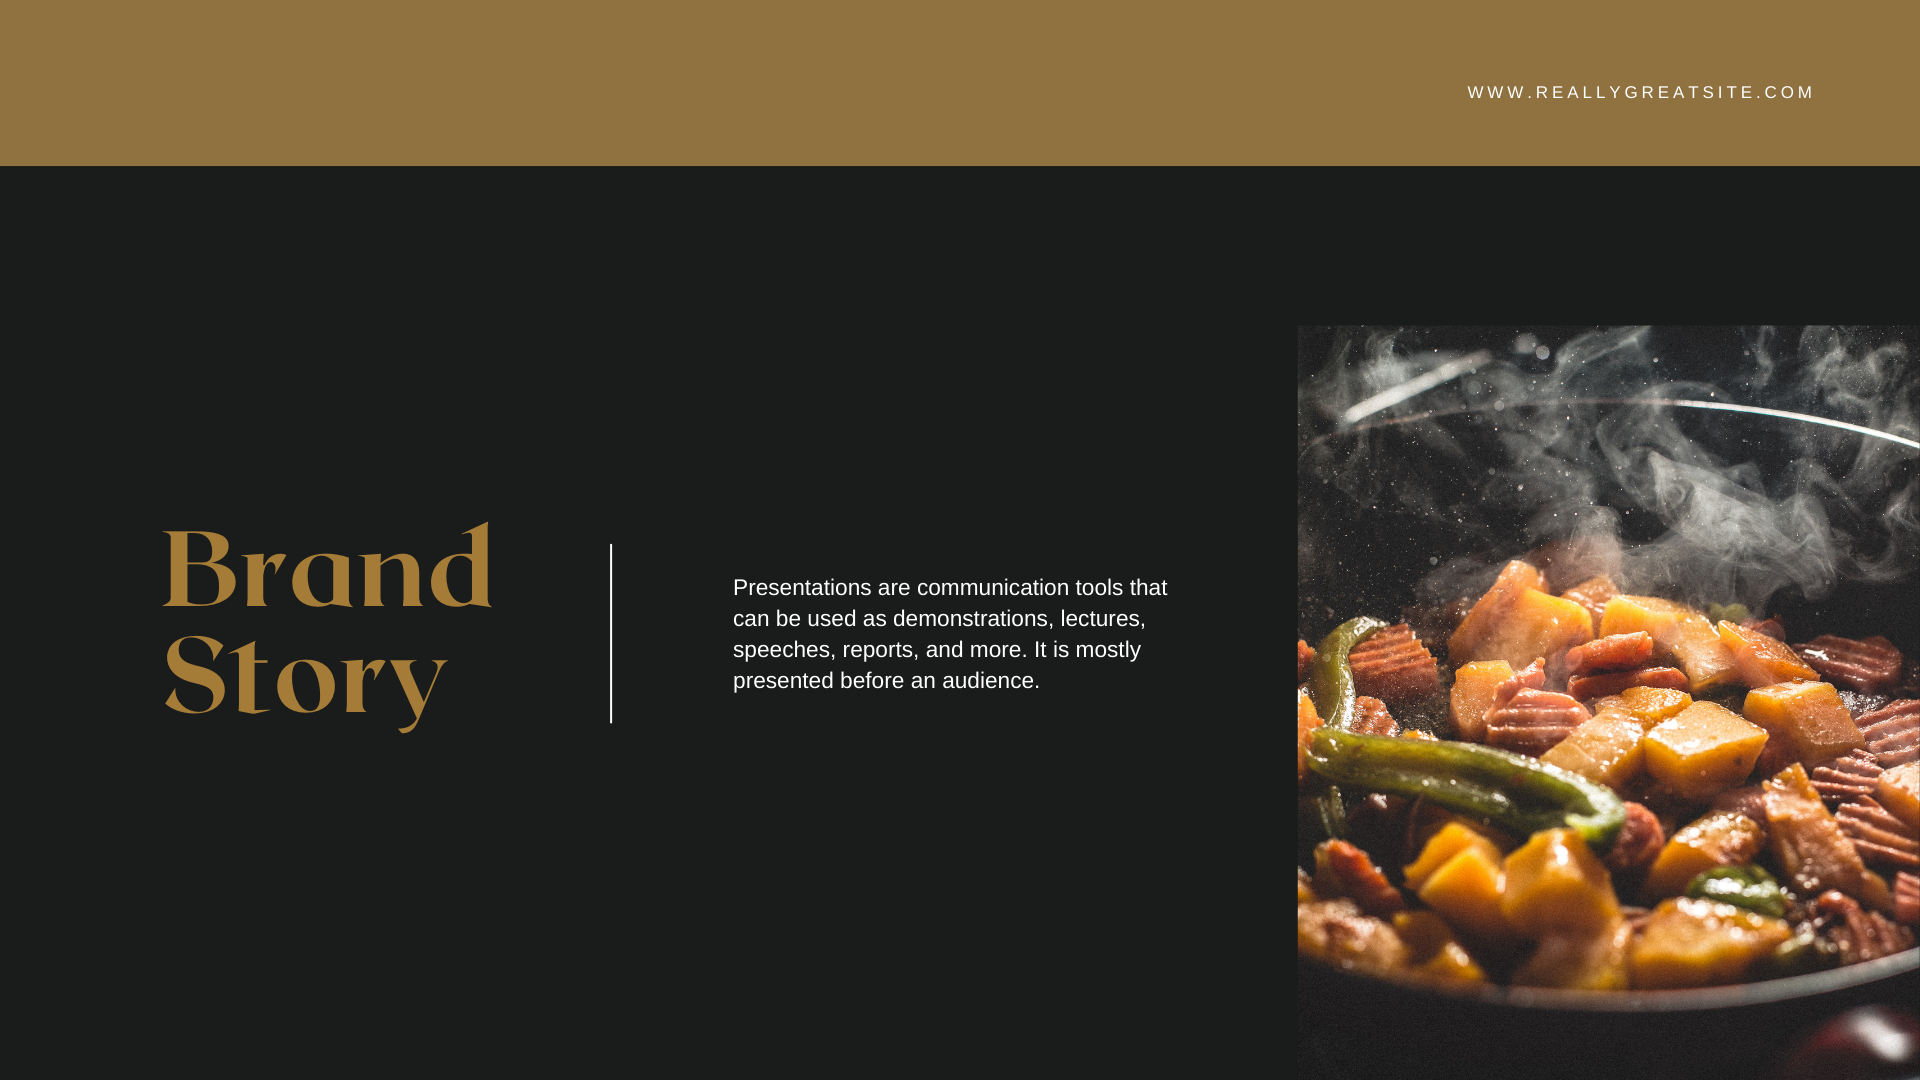 WWW.REALLYGREATSITE.COM
Brand
Story
Presentations are communication tools that
can be used as demonstrations, lectures,
speeches, reports, and more. It is mostly
presented before an audience.